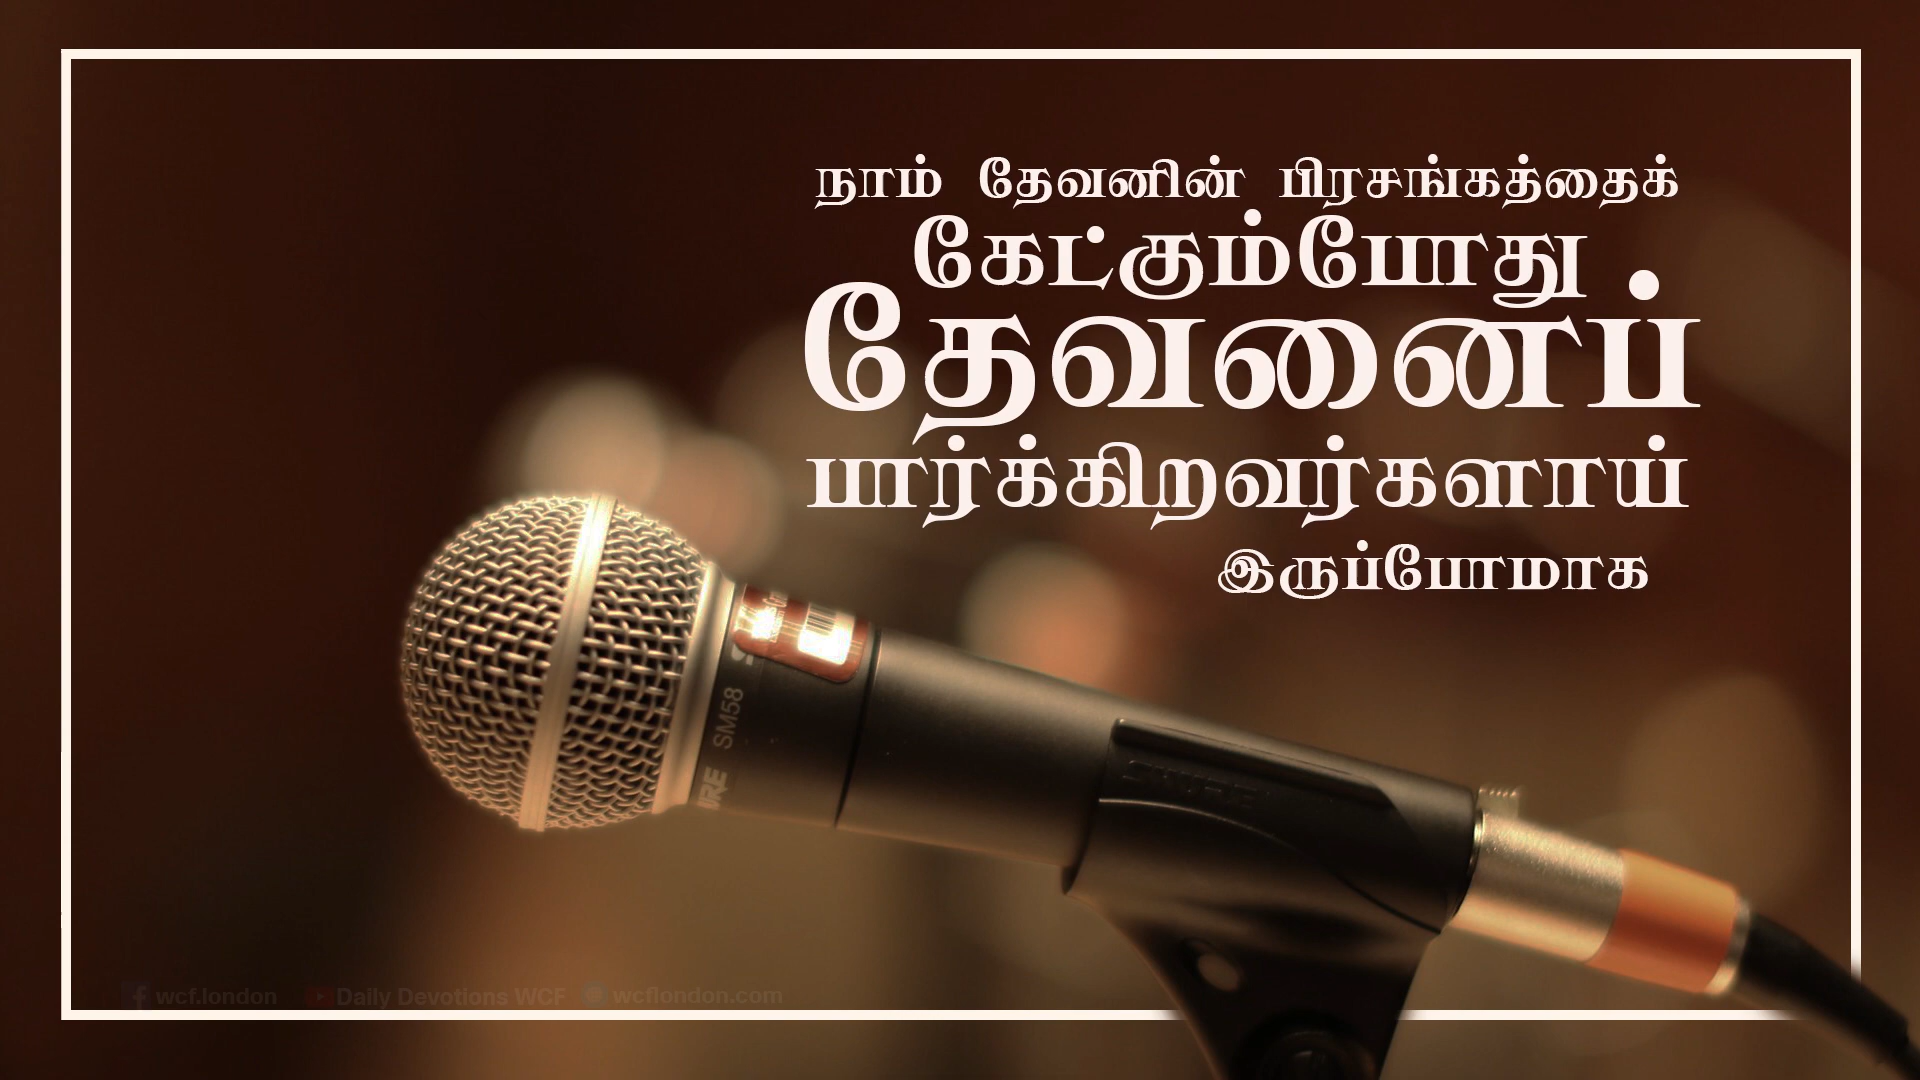 நாம் தேவனின் பிரசங்கத்தைக்
கேட்கும்போது
தேவனைப்
பார்க்கிறவர்களாய்
இருப்போமாக
SM58
SHURE
wcf.london Daily Devotions WCF wcflondon.com